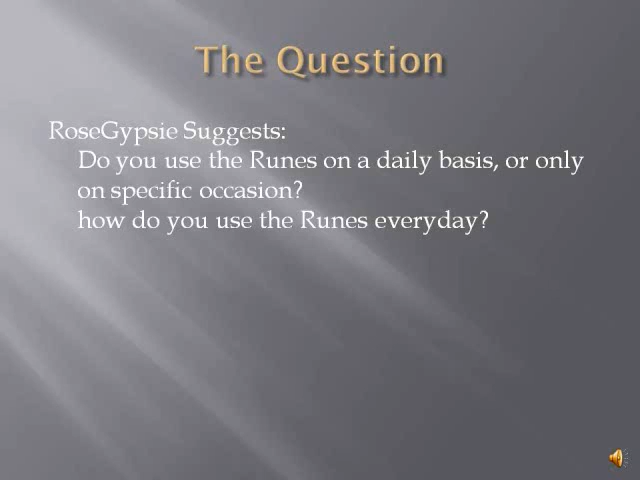 The Question
RoseGypsie Suggests:
Do you use the Runes on a daily basis, or only
on specific occasion?
how do you use the Runes everyday?